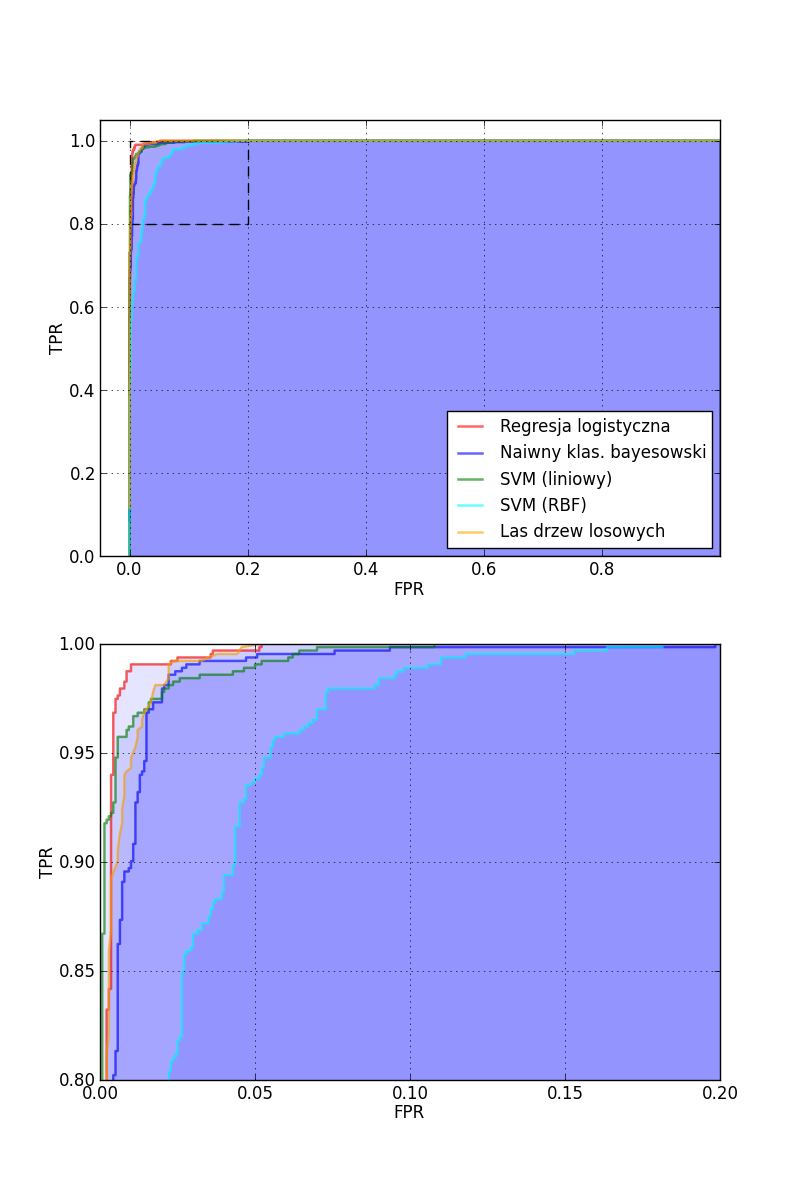 1.0
0.8
0.6
0.4
0.2
0.0
TPR
0.0 0.2 0.4 0.6 0.8
FPR
Regresja logistyczna
Naiwny klas. bayesowski
SVM (liniowy)
SVM (RBF)
Las drzew losowych
1.00
0.95
0.90
0.85
0.80
TPR
0.00 0.05 0.10 0.15 0.20
FPR